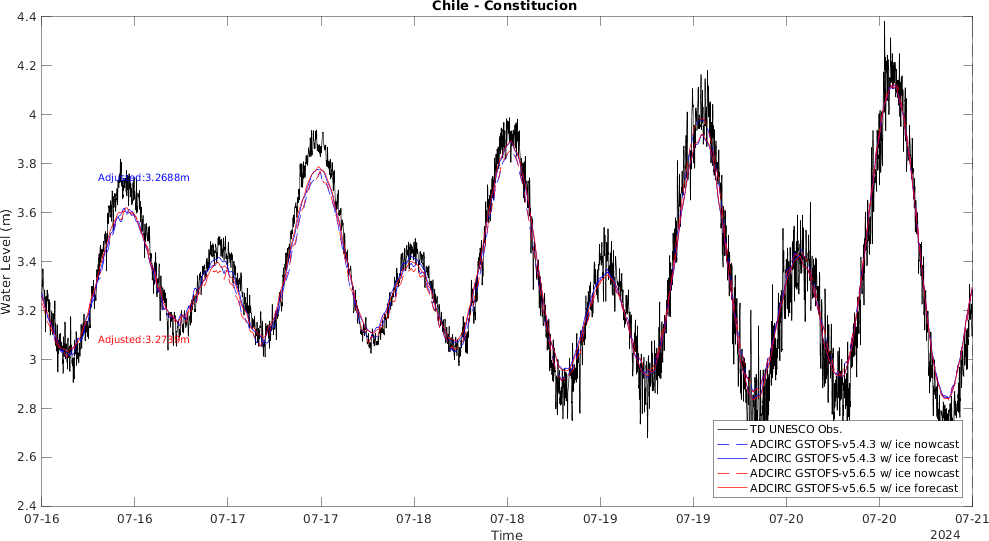 Chile - Constitucion
4.4
4.2
4
3.8
3.6
3.4
3.2
3
2.8
2.6
2.4
Water Level (m)
Adjusted:3.2688m
TD UNESCO Obs.
ADCIRC GSTOFS-v5.4.3 w/ ice nowcast
ADCIRC GSTOFS-v5.4.3 w/ ice forecast
ADCIRC GSTOFS-v5.6.5 w/ ice nowcast
ADCIRC GSTOFS-v5.6.5 w/ ice forecast
07-16 07-16 07-17 07-17 07-18 07-18 07-19 07-19 07-20 07-20 07-21
Time
2024